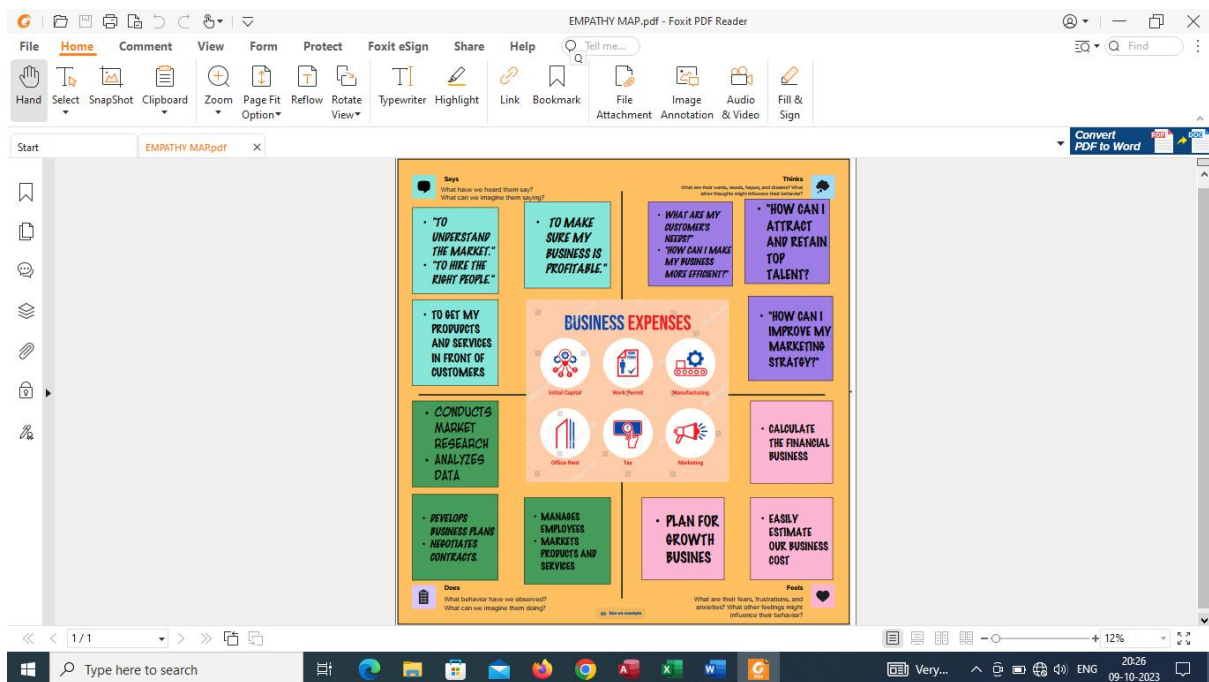 EMPATHY MAP.pdf - Foxit PDF Reader
File Home Comment View Form Protect Foxit eSign Share Help Tell me... Find
Hand Select SnapShot Clipboard Zoom Page Fit Option Reflow Rotate View Typewriter Highlight Link Bookmark File Attachment Image Annotation Audio & Video Fill & Sign
Start EMPATHY MAP.pdf
Convert
PDF to Word
Says
What have we heard them say?
What can we imagine them saying?
Thinks
What are their wants, needs, hopes, and dreams? What
other thoughts might influence their behavior?
• "TO
UNDERSTAND
THE MARKET."
• "TO HIRE THE
RIGHT PEOPLE."
• TO MAKE
SURE MY
BUSINESS IS
PROFITABLE."
• WHAT ARE MY
CUSTOMER'S
NEEDS?"
• "HOW CAN I MAKE
MY BUSINESS
MORE EFFICIENT?"
• "HOW CAN I
ATTRACT
AND RETAIN
TOP
TALENT?
• TO GET MY
PRODUDCTS
AND SERVICES
IN FRONT OF
CUSTOMERS
BUSINESS EXPENSES
Initial Capital Work Permit Manufacturing
Office Rent Tax Marketing
• "HOW CAN I
IMPROVE MY
MARKETING
STRATGY?"
• CONDUCTS
MARKET
RESEARCH
• ANALYZES
DATA
• CALCULATE
THE FINANCIAL
BUSINESS
• DEVELOPS
BUSINESS PLANS
• NEGOTIATES
CONTRACTS.
• MANAGES
EMPLOYEES
• MARKETS
PRODUCTS AND
SERVICES
• PLAN FOR
GROWTH
BUSINES
• EASILY
ESTIMATE
OUR BUSINESS
COST
Does
What behavior have we observed?
What can we imagine them doing?
See an example
Feels
What are their fears, frustrations, and
anxieties? What other feelings might
influence their behavior?
1 / 1
12%
Type here to search
Very...
ENG
20:26
09-10-2023